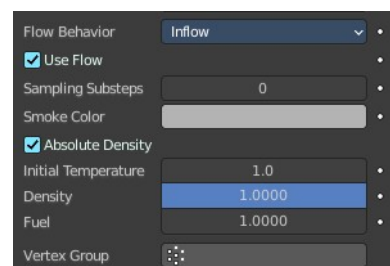 Flow Behavior Inflow
Use Flow
Sampling Substeps 0
Smoke Color
Absolute Density
Initial Temperature 1.0
Density 1.0000
Fuel 1.0000
Vertex Group